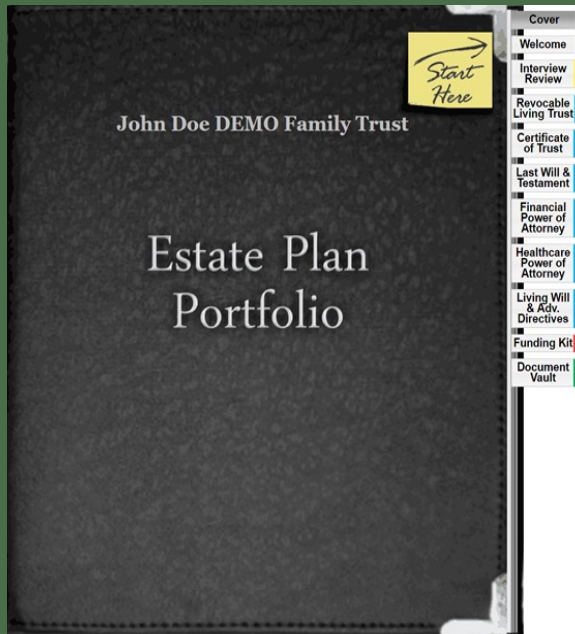 Start
Here
John Doe DEMO Family Trust
Estate Plan
Portfolio
Cover
Welcome
Interview
Review
Revocable
Living Trust
Certificate
of Trust
Last Will &
Testament
Financial
Power of
Attorney
Healthcare
Power of
Attorney
Living Will
& Adv.
Directives
Funding Kit
Document
Vault